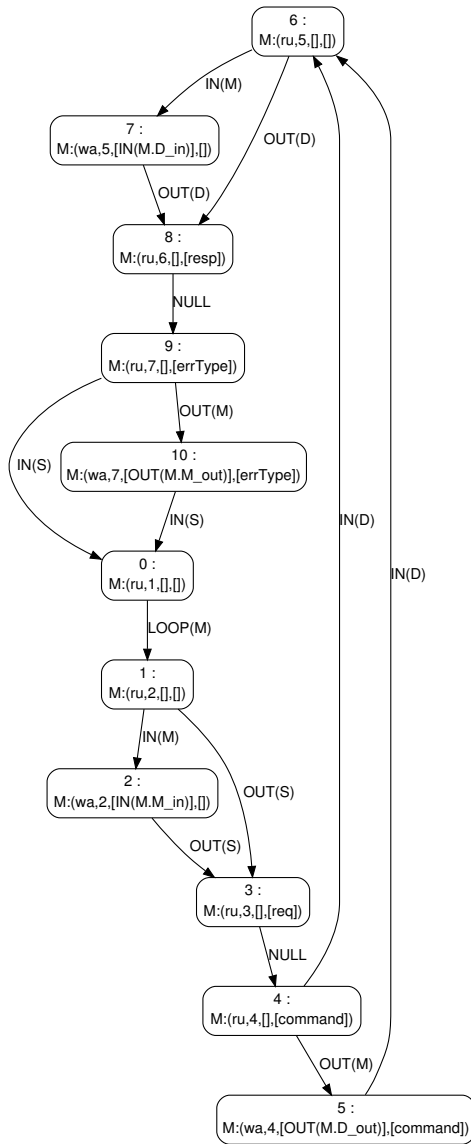 6 :
M:(ru,5,[],[])
IN(M)
OUT(D)
7 :
M:(wa,5,[IN(M.D_in)],[])
OUT(D)
8 :
M:(ru,6,[],[resp])
NULL
9 :
M:(ru,7,[],[errType])
OUT(M)
IN(S)
10 :
M:(wa,7,[OUT(M.M_out)],[errType])
IN(S)
IN(D)
IN(D)
0 :
M:(ru,1,[],[])
LOOP(M)
1 :
M:(ru,2,[],[])
IN(M)
OUT(S)
2 :
M:(wa,2,[IN(M.M_in)],[])
OUT(S)
3 :
M:(ru,3,[],[req])
NULL
4 :
M:(ru,4,[],[command])
OUT(M)
5 :
M:(wa,4,[OUT(M.D_out)],[command])